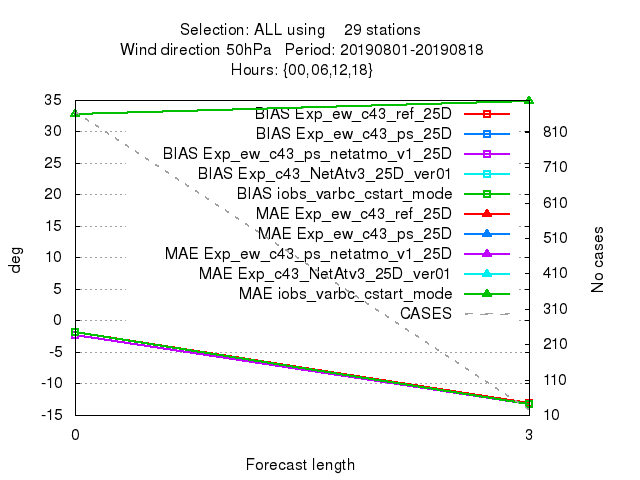 Selection: ALL using 29 stations
Wind direction 50hPa Period: 20190801-20190818
Hours: {00,06,12,18}
35
30
25
20
15
10
5
0
-5
-10
-15
deg
BIAS Exp_ew_c43_ref_25D
BIAS Exp_ew_c43_ps_25D
BIAS Exp_ew_c43_ps_netatmo_v1_25D
BIAS Exp_c43_NetAtv3_25D_ver01
BIAS iobs_varbc_cstart_mode
MAE Exp_ew_c43_ref_25D
MAE Exp_ew_c43_ps_25D
MAE Exp_ew_c43_ps_netatmo_v1_25D
MAE Exp_c43_NetAtv3_25D_ver01
MAE iobs_varbc_cstart_mode
CASES
810
710
610
510
410
310
210
110
10
No cases
0 3
Forecast length